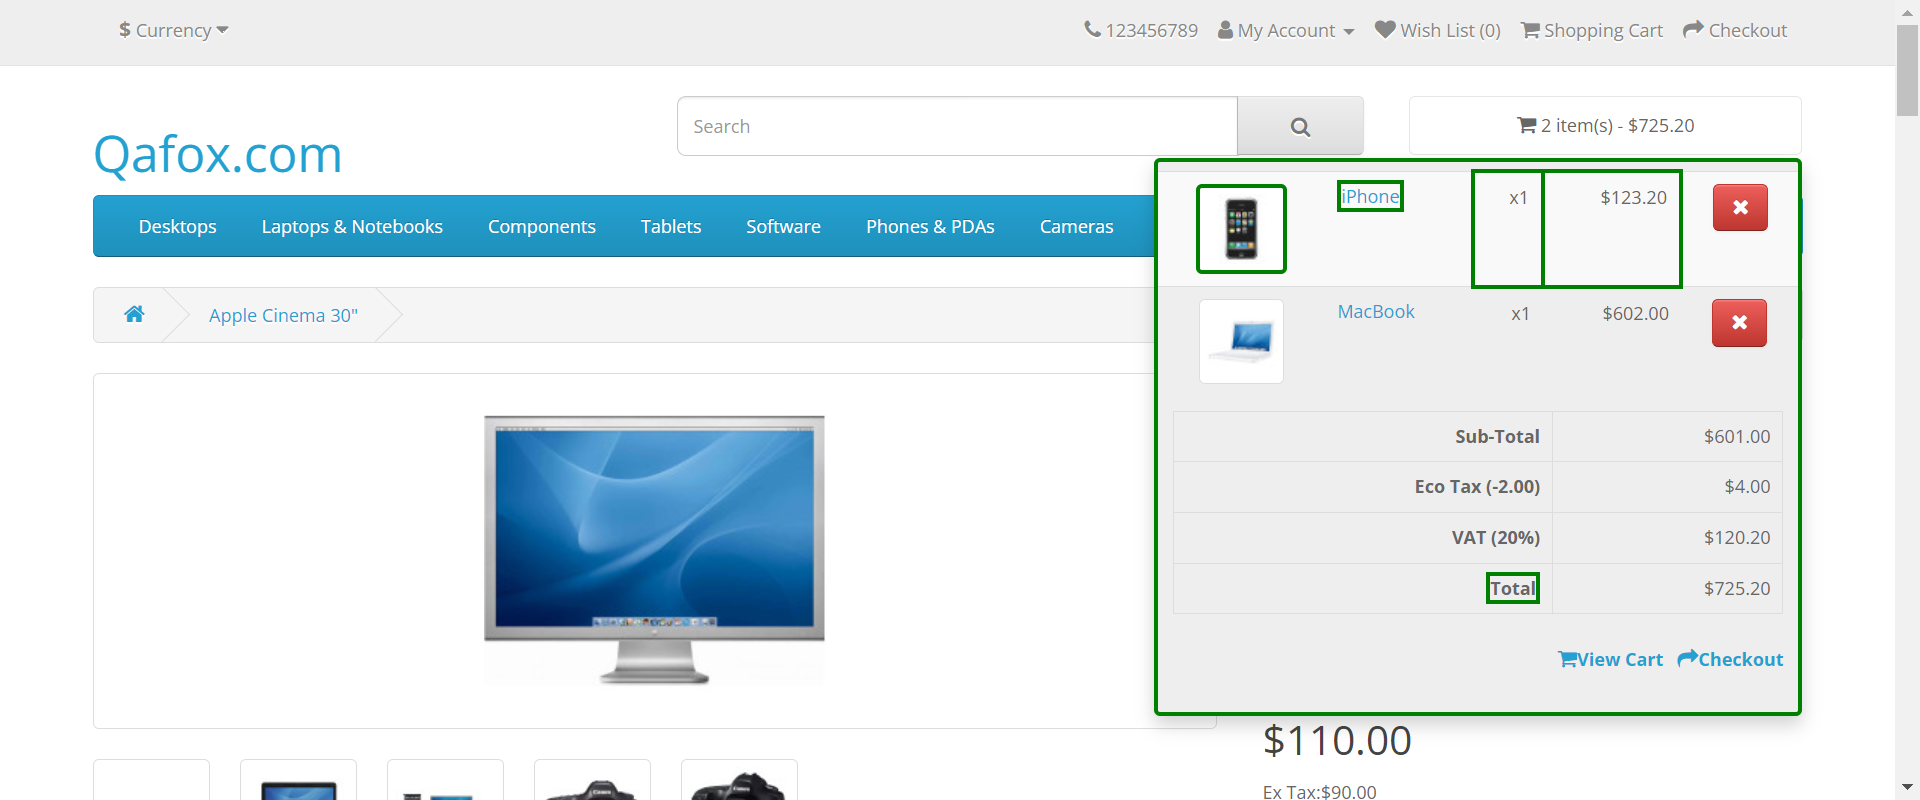 $ Currency
123456789 My Account Wish List (0) Shopping Cart Checkout
Qafox.com
Search
2 item(s) - $725.20
Desktops Laptops & Notebooks Components Tablets Software Phones & PDAs Cameras
Apple Cinema 30"
iPhone x1 $123.20
MacBook x1 $602.00
Sub-Total $601.00
Eco Tax (-2.00) $4.00
VAT (20%) $120.20
Total $725.20
View Cart Checkout
$110.00
Ex Tax:$90.00